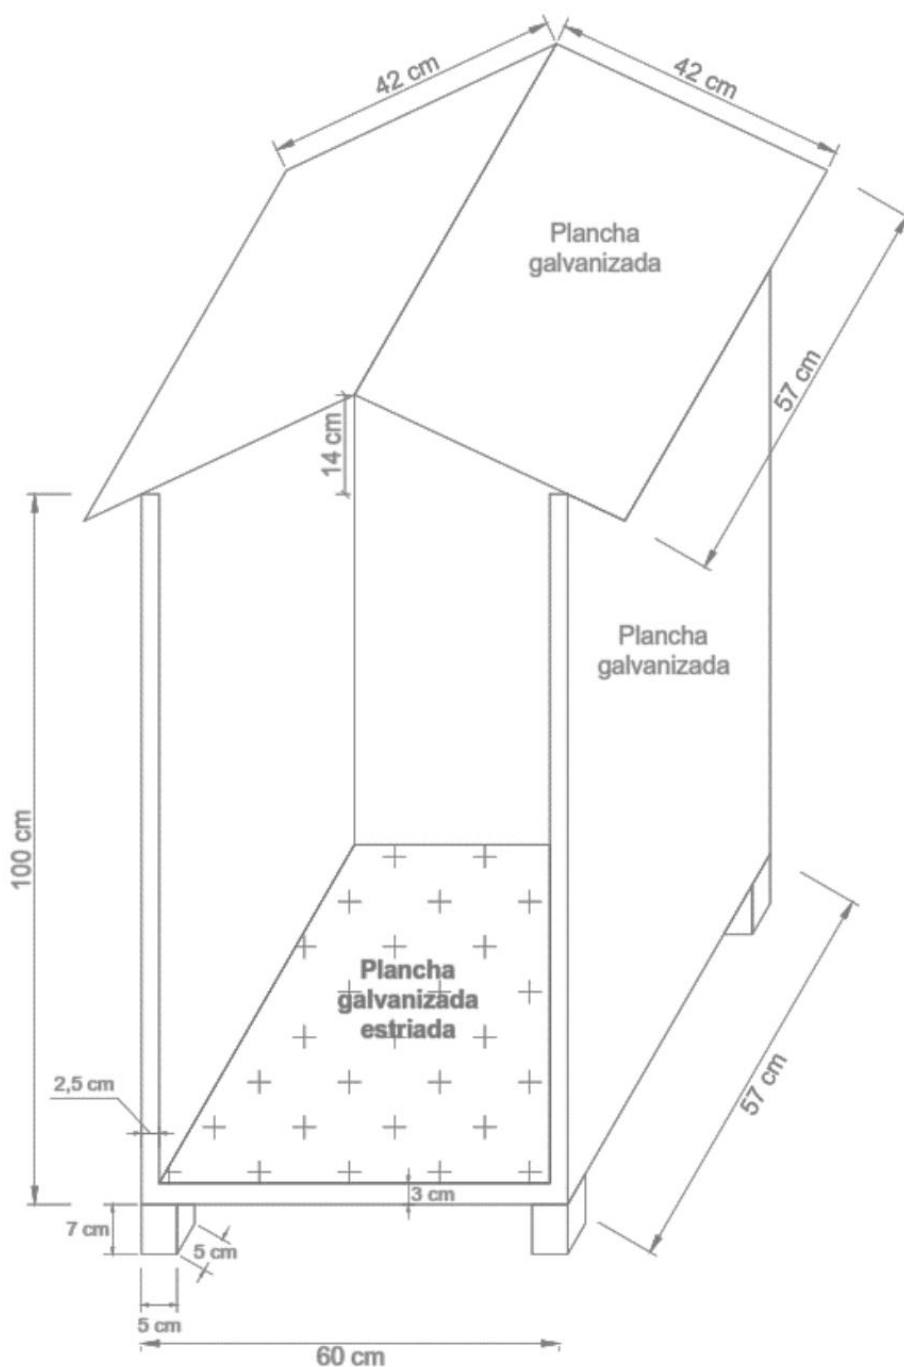 42 cm
42 cm
Plancha
galvanizada
57 cm
14 cm
Plancha
galvanizada
100 cm
Plancha
galvanizada
estriada
2,5 cm
57 cm
3 cm
7 cm
5 cm
5 cm
60 cm